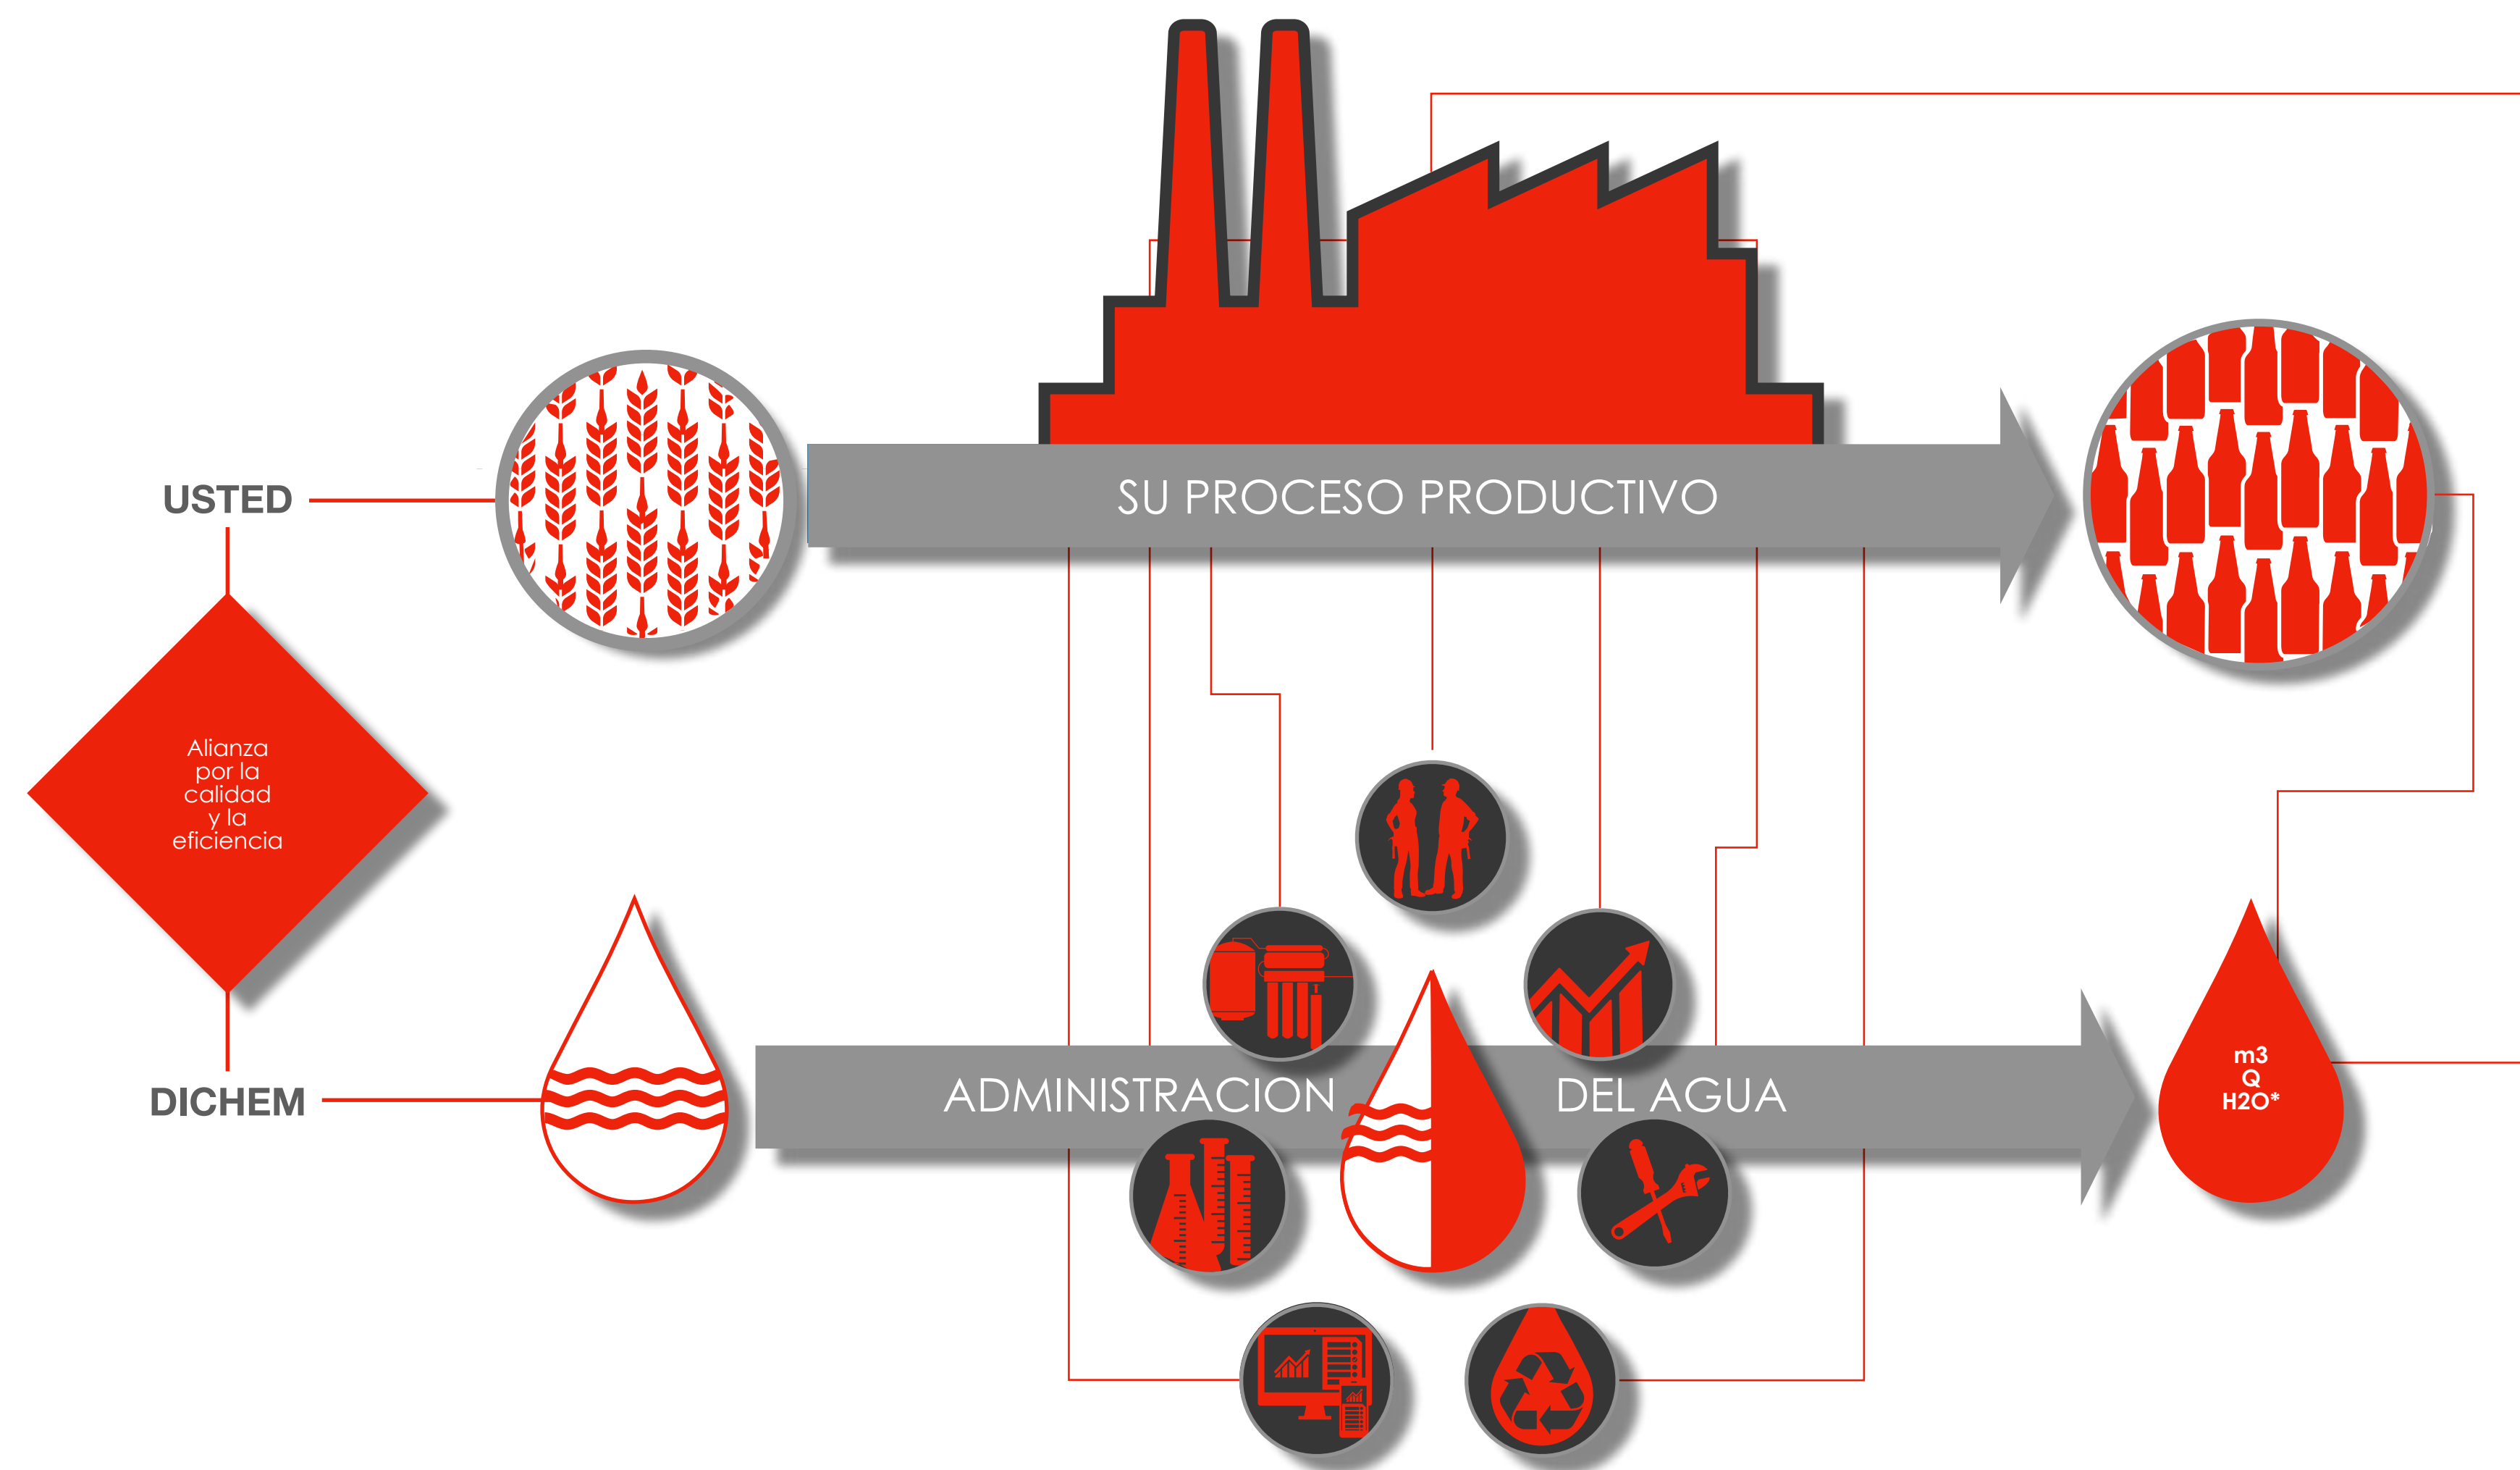 SU PROCESO PRODUCTIVO
USTED
Alianza
por la
calidad
y la
eficiencia
DICHEM
ADMINISTRACION DEL AGUA
m3
Q
H2O*